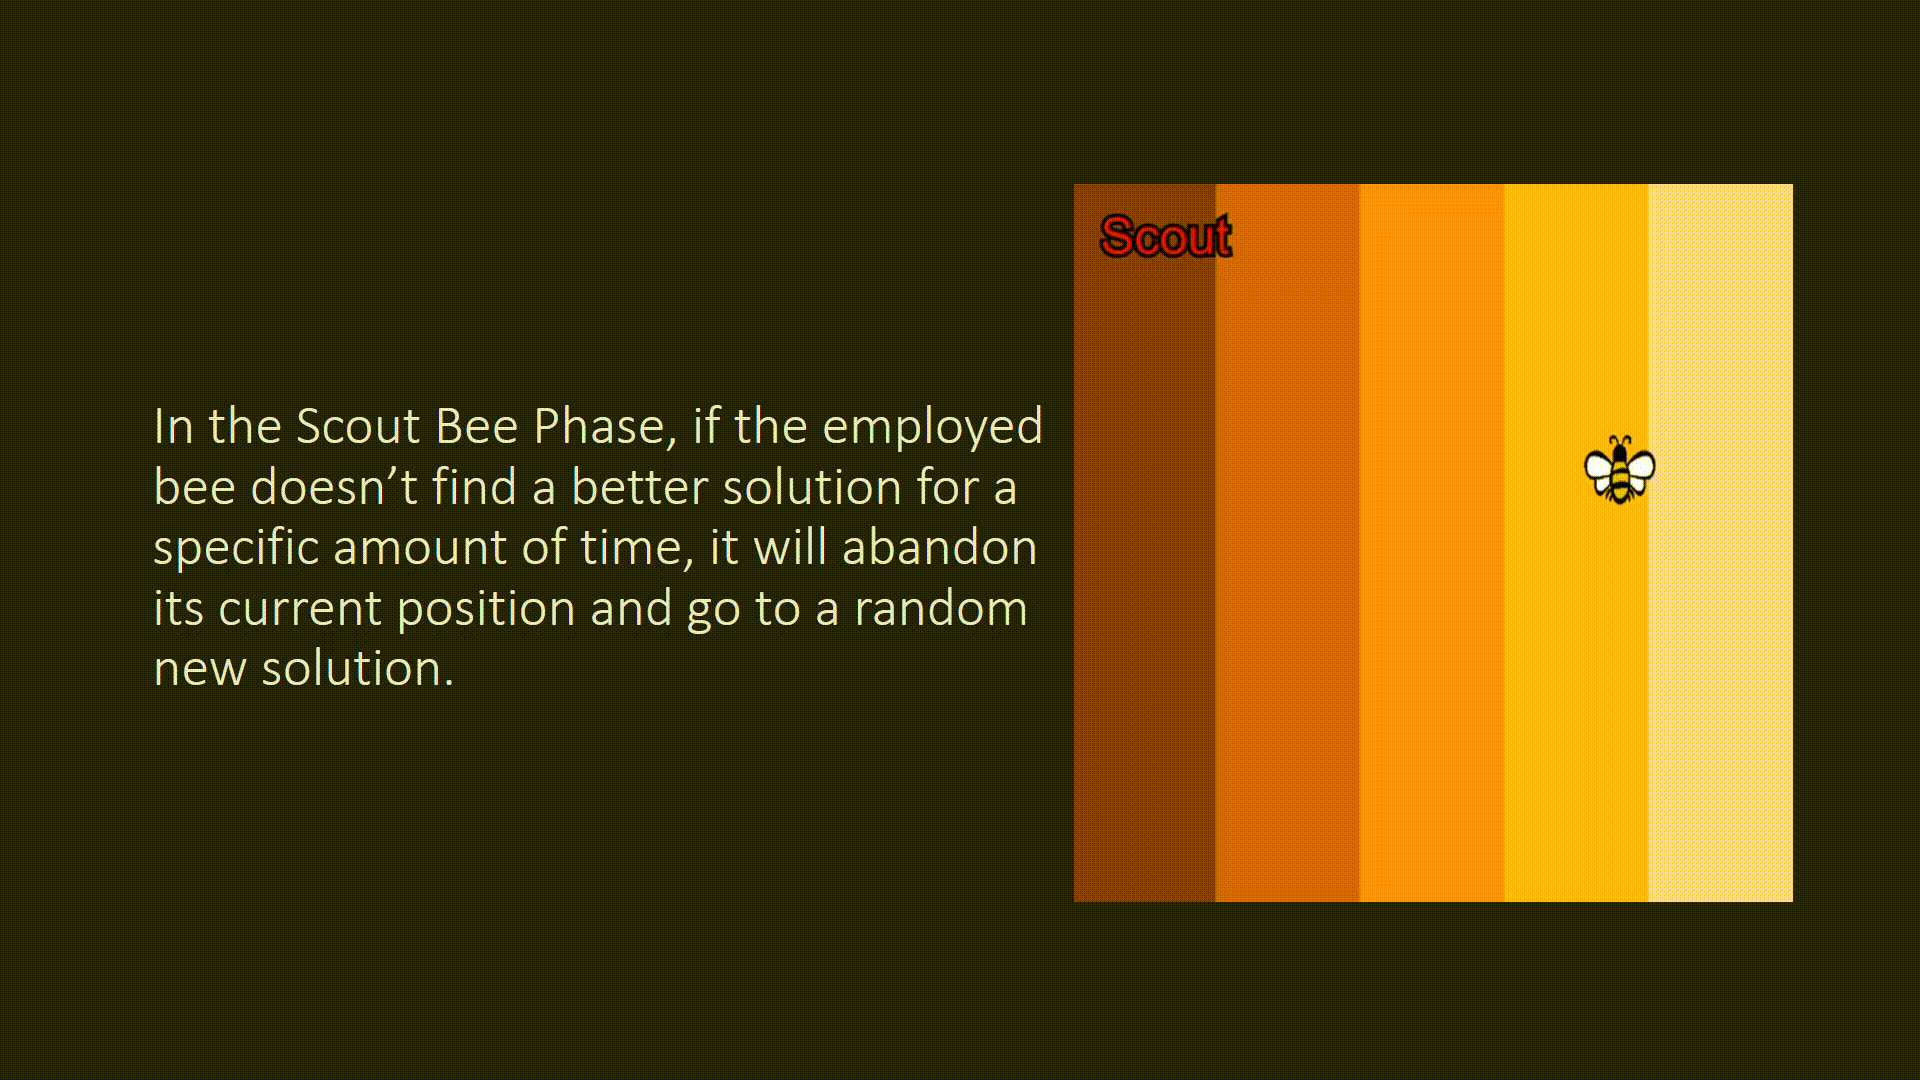 Scout
In the Scout Bee Phase, if the employed
bee doesn’t find a better solution for a
specific amount of time, it will abandon
its current position and go to a random
new solution.